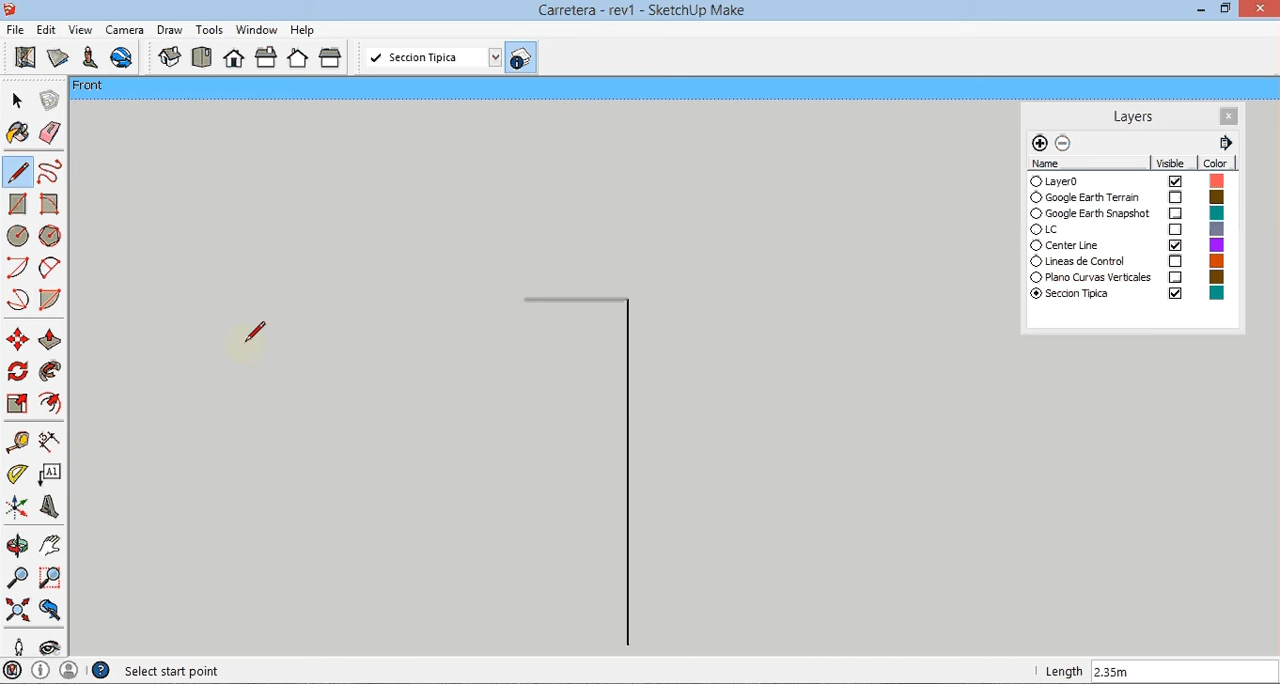 Carretera - rev1 - SketchUp Make
File Edit View Camera Draw Tools Window Help
Seccion Tipica
Front
Layers
Name Visible Color
Layer0
Google Earth Terrain
Google Earth Snapshot
LC
Center Line
Lineas de Control
Plano Curvas Verticales
Seccion Tipica
A1
Select start point
Length 2.35m